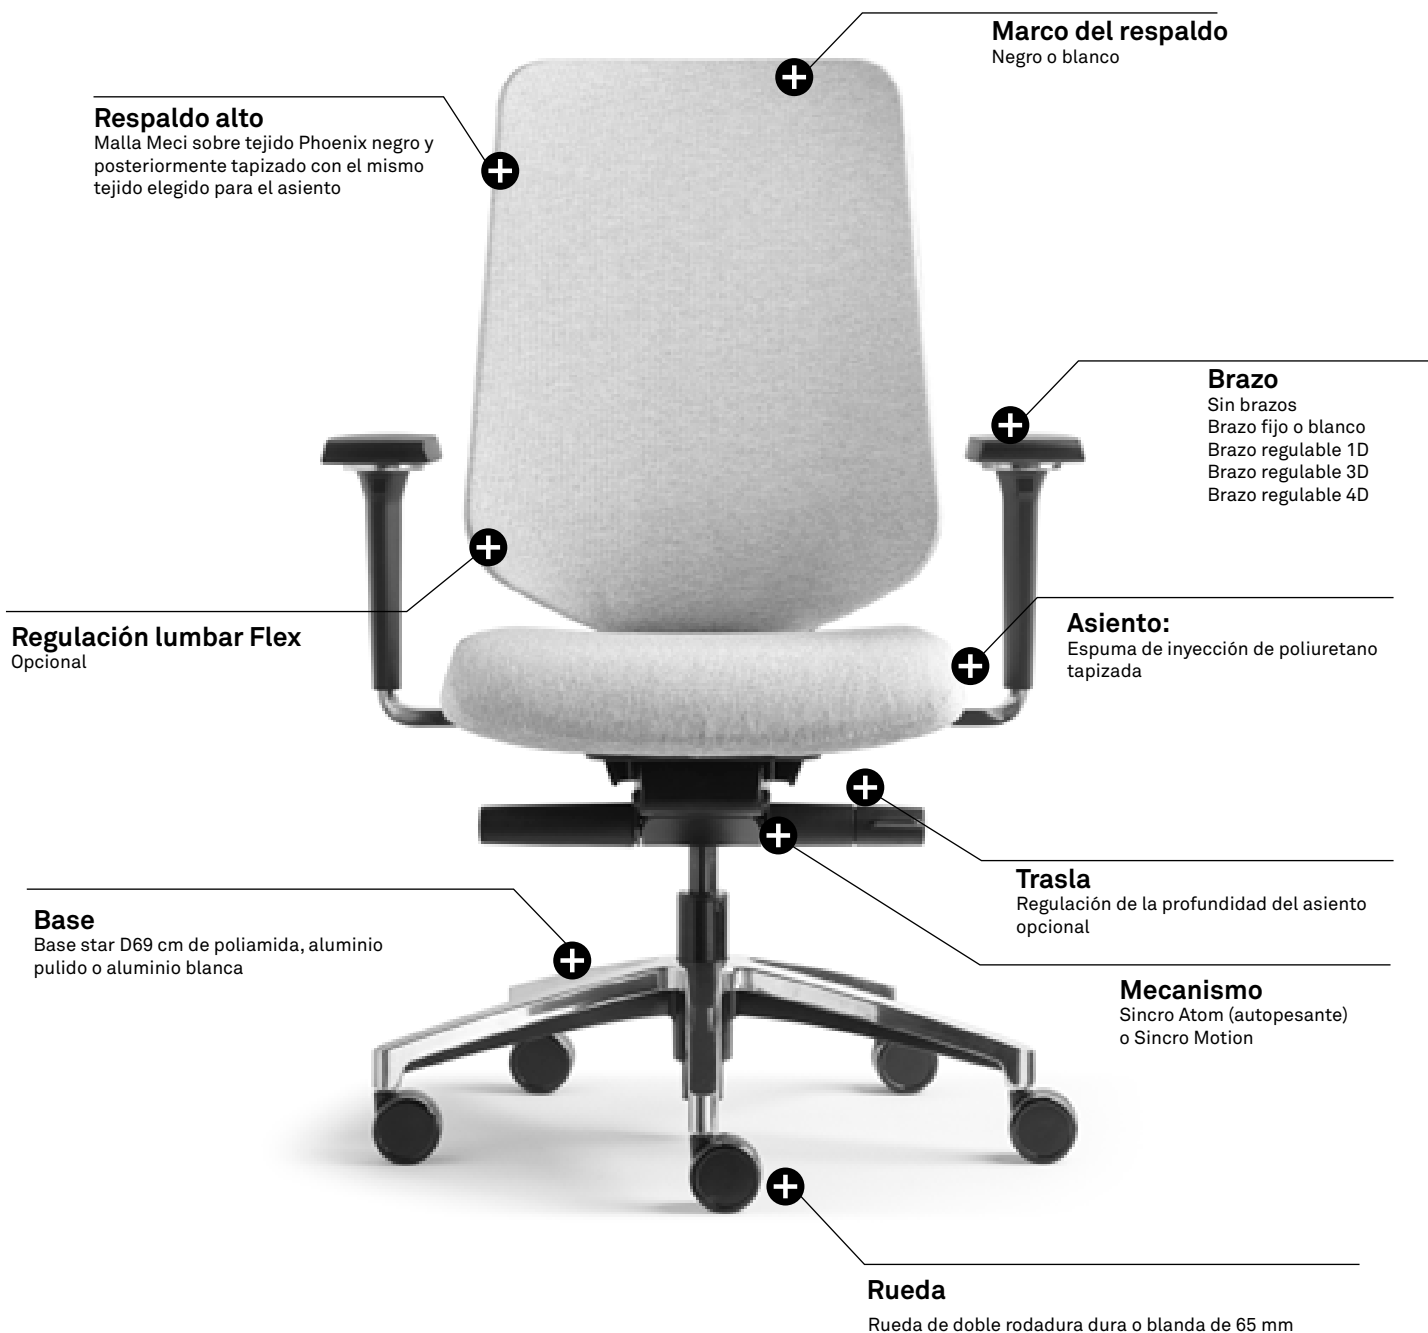 Marco del respaldo
Negro o blanco
Respaldo alto
Malla Meci sobre tejido Phoenix negro y
posteriormente tapizado con el mismo
tejido elegido para el asiento
Brazo
Sin brazos
Brazo fijo o blanco
Brazo regulable 1D
Brazo regulable 3D
Brazo regulable 4D
Regulación lumbar Flex
Opcional
Asiento:
Espuma de inyección de poliuretano
tapizada
Trasla
Regulación de la profundidad del asiento
opcional
Base
Base star D69 cm de poliamida, aluminio
pulido o aluminio blanca
Mecanismo
Sincro Atom (autopesante)
o Sincro Motion
Rueda
Rueda de doble rodadura dura o blanda de 65 mm